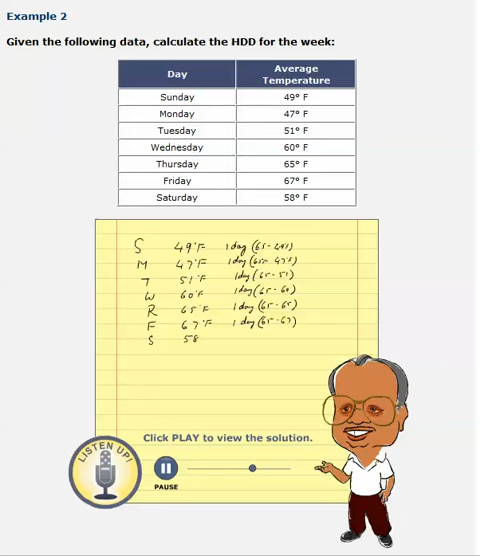 Example 2
Given the following data, calculate the HDD for the week:
Day Average Temperature
Sunday 49° F
Monday 47° F
Tuesday 51° F
Wednesday 60° F
Thursday 65° F
Friday 67° F
Saturday 58° F
S 49°F 1 day (65-49's)
M 47°F 1 day (65-47's)
T 51°F 1 day (65-51)
W 60°F 1 day (65-60)
R 65°F 1 day (65-65)
F 67°F 1 day (65-67)
S 58
Click PLAY to view the solution.
LISTEN UP!
PAUSE